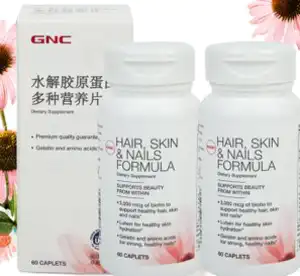 GNC
水解胶原蛋白
多种营养片
Dietary Supplement
• Premium quality guarante
• Gelatin and amino acids
60 CAPLETS
GNC
HAIR, SKIN
& NAILS
FORMULA
Dietary Supplement
SUPPORTS BEAUTY
FROM WITHIN
• 3,000 mcg of biotin to
support healthy hair, skin
and nails*
• Lutein for healthy skin
hydration*
• Gelatin and amino acids
for strong, healthy nails*
60 CAPLETS
GNC
HAIR, SKIN
& NAILS
FORMULA
Dietary Supplement
SUPPORTS BEAUTY
FROM WITHIN
• 3,000 mcg of biotin to
support healthy hair, skin
and nails*
• Lutein for healthy skin
hydration*
• Gelatin and amino acids
for strong, healthy nails*
60 CAPLETS